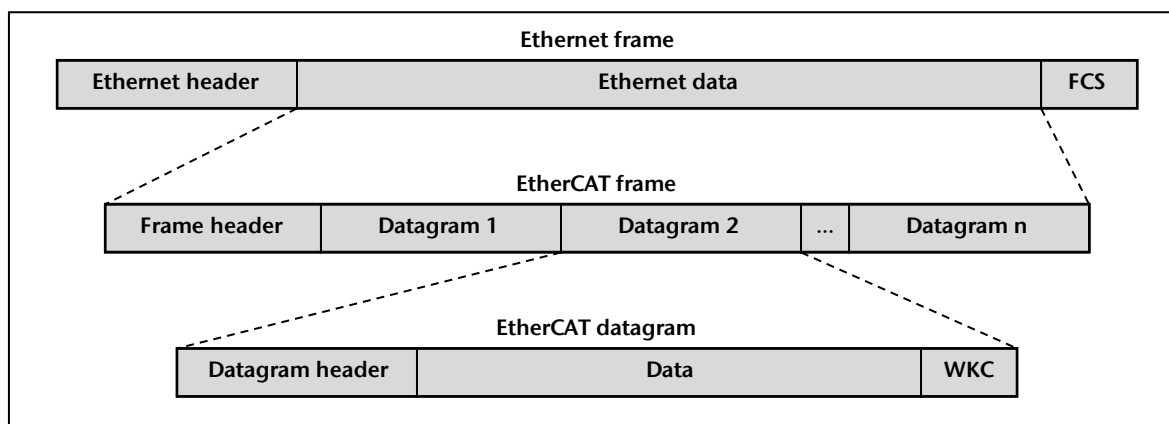 Ethernet frame
Ethernet header Ethernet data FCS
EtherCAT frame
Frame header Datagram 1 Datagram 2 ... Datagram n
EtherCAT datagram
Datagram header Data WKC